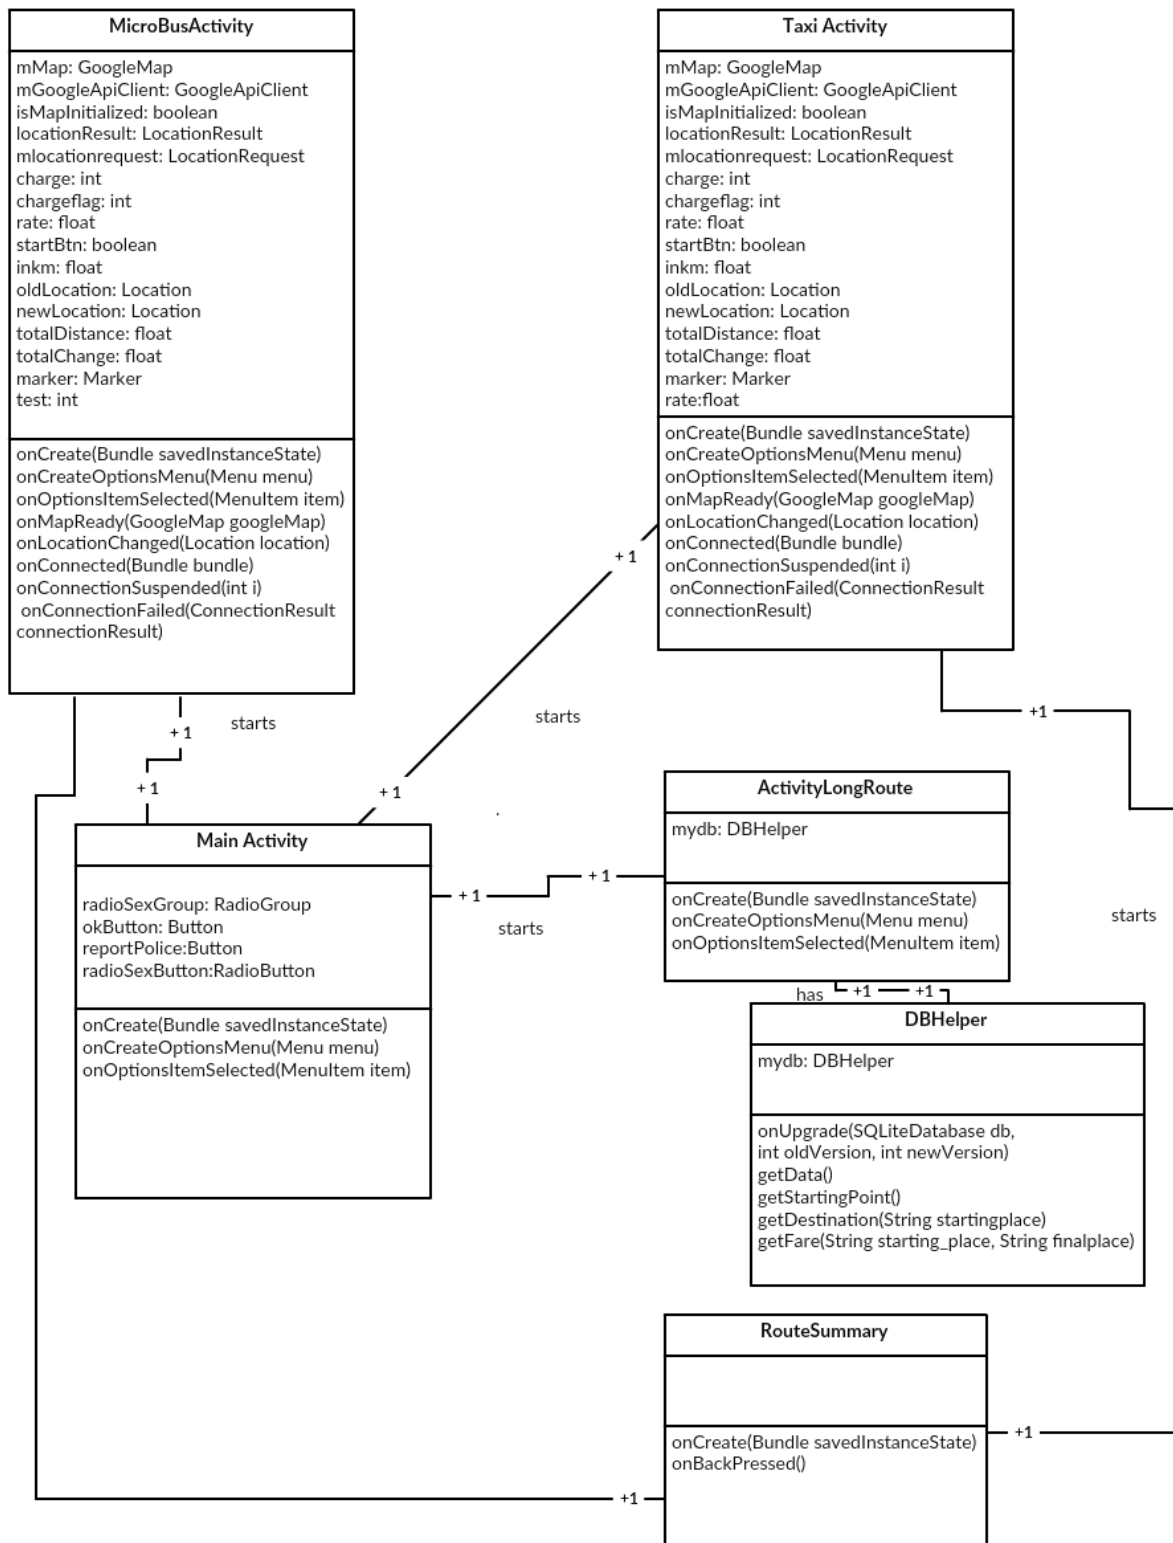 MicroBusActivity
mMap: GoogleMap
mGoogleApiClient: GoogleApiClient
isMapInitialized: boolean
locationResult: LocationResult
mlocationrequest: LocationRequest
charge: int
chargeflag: int
rate: float
startBtn: boolean
inkm: float
oldLocation: Location
newLocation: Location
totalDistance: float
totalChange: float
marker: Marker
test: int
onCreate(Bundle savedInstanceState)
onCreateOptionsMenu(Menu menu)
onOptionsItemSelected(MenuItem item)
onMapReady(GoogleMap googleMap)
onLocationChanged(Location location)
onConnected(Bundle bundle)
onConnectionSuspended(int i)
onConnectionFailed(ConnectionResult
connectionResult)
Taxi Activity
mMap: GoogleMap
mGoogleApiClient: GoogleApiClient
isMapInitialized: boolean
locationResult: LocationResult
mlocationrequest: LocationRequest
charge: int
chargeflag: int
rate: float
startBtn: boolean
inkm: float
oldLocation: Location
newLocation: Location
totalDistance: float
totalChange: float
marker: Marker
rate:float
onCreate(Bundle savedInstanceState)
onCreateOptionsMenu(Menu menu)
onOptionsItemSelected(MenuItem item)
onMapReady(GoogleMap googleMap)
onLocationChanged(Location location)
onConnected(Bundle bundle)
onConnectionSuspended(int i)
onConnectionFailed(ConnectionResult
connectionResult)
+ 1
starts
+ 1
+ 1
starts
+ 1
+1
Main Activity
radioSexGroup: RadioGroup
okButton: Button
reportPolice:Button
radioSexButton:RadioButton
onCreate(Bundle savedInstanceState)
onCreateOptionsMenu(Menu menu)
onOptionsItemSelected(MenuItem item)
+ 1
+ 1
starts
ActivityLongRoute
mydb: DBHelper
onCreate(Bundle savedInstanceState)
onCreateOptionsMenu(Menu menu)
onOptionsItemSelected(MenuItem item)
starts
has
+1
+1
DBHelper
mydb: DBHelper
onUpgrade(SQLiteDatabase db,
int oldVersion, int newVersion)
getData()
getStartingPoint()
getDestination(String startingplace)
getFare(String starting_place, String finalplace)
RouteSummary
onCreate(Bundle savedInstanceState)
onBackPressed()
+1
+1